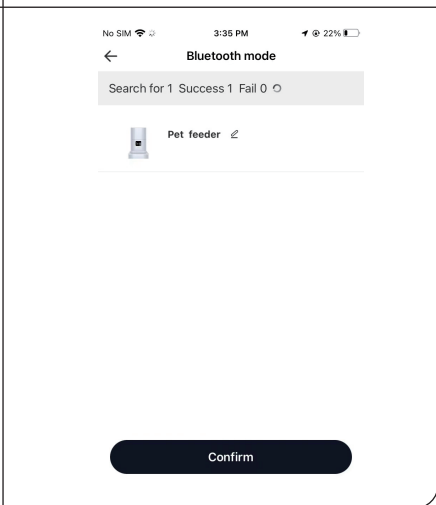 No SIM 3:35 PM 22%
Bluetooth mode
Search for 1 Success 1 Fail 0
Pet feeder
Confirm